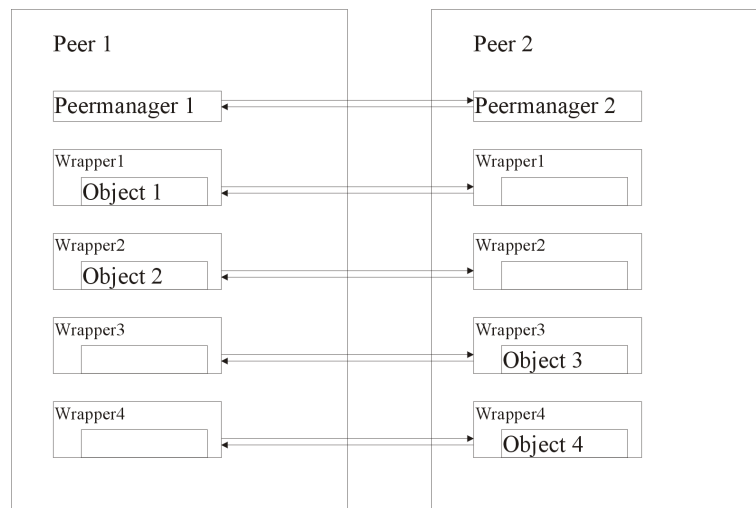 Peer 1
Peermanager 1
Wrapper1
Object 1
Wrapper2
Object 2
Wrapper3
Wrapper4
Peer 2
Peermanager 2
Wrapper1
Wrapper2
Wrapper3
Object 3
Wrapper4
Object 4